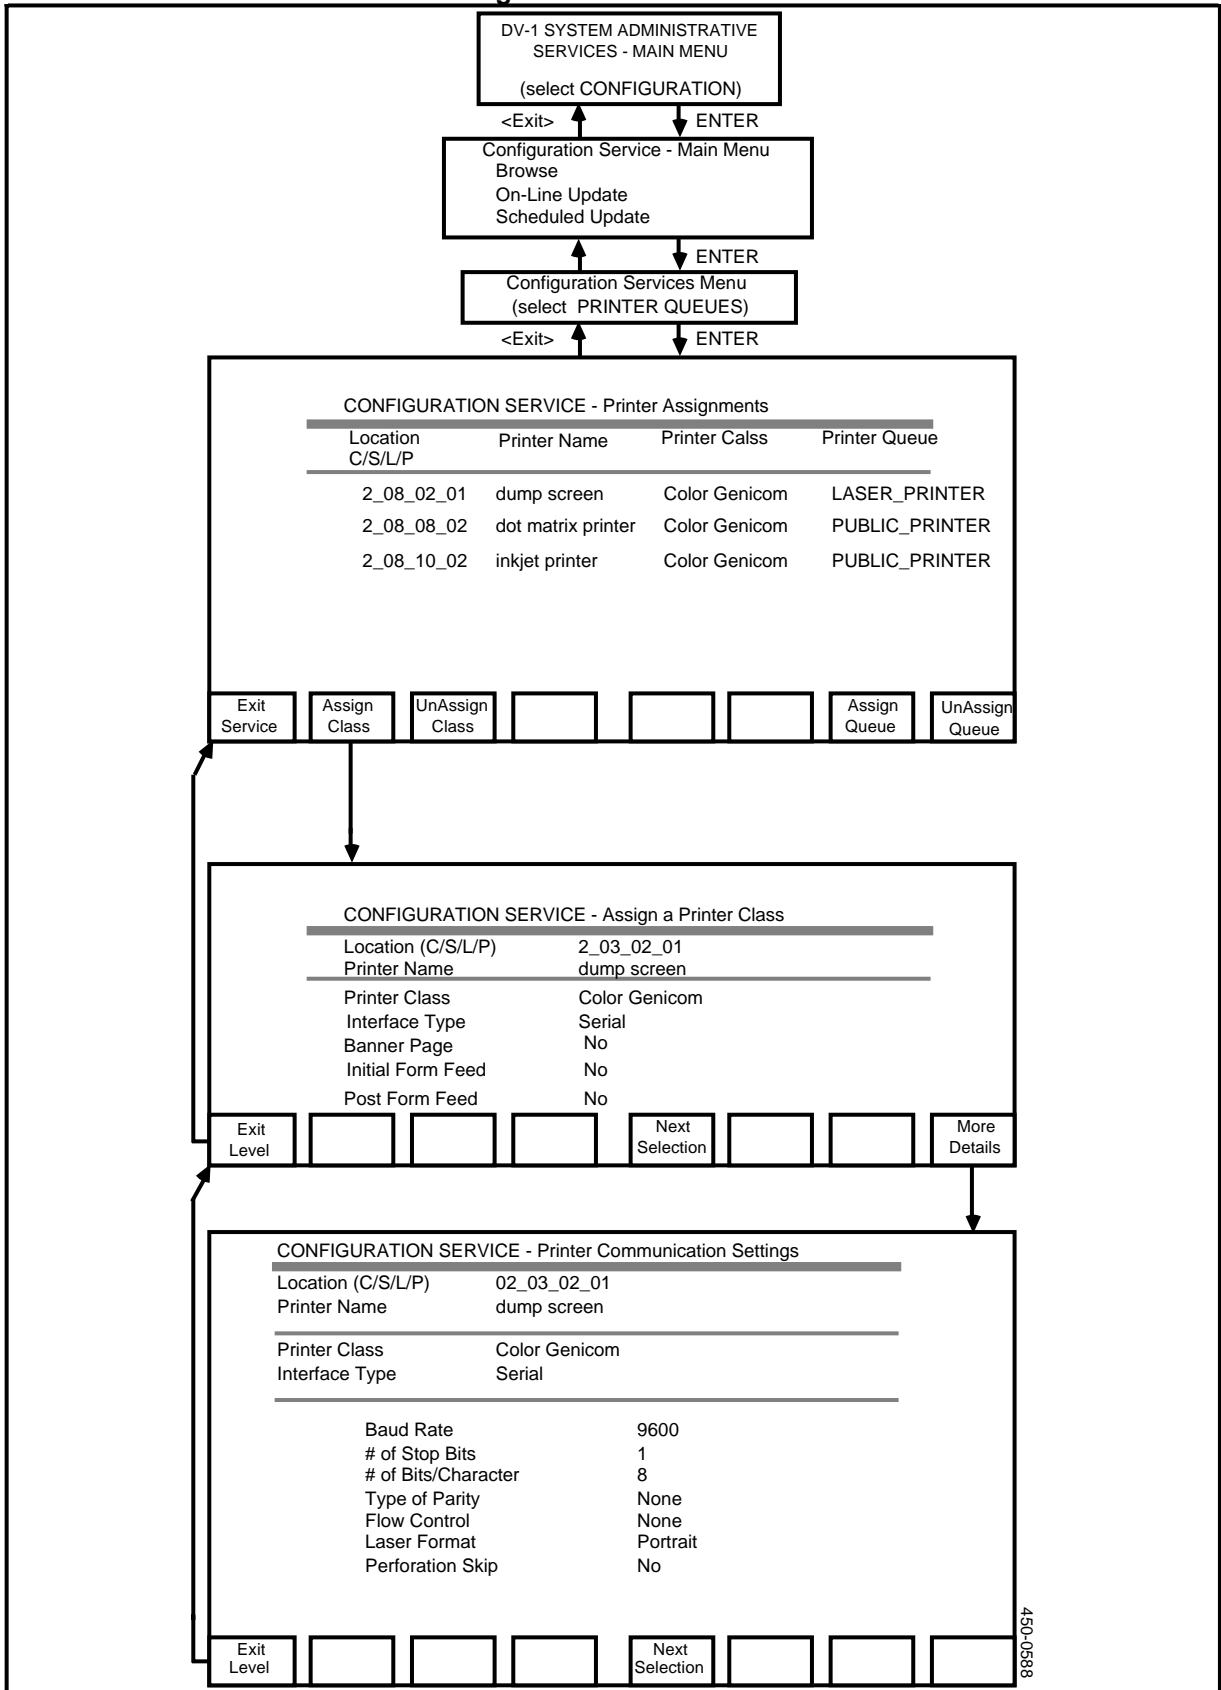 DV-1 SYSTEM ADMINISTRATIVE
SERVICES - MAIN MENU
(select CONFIGURATION)
<Exit> ENTER
Configuration Service - Main Menu
Browse
On-Line Update
Scheduled Update
ENTER
Configuration Services Menu
(select PRINTER QUEUES)
<Exit> ENTER
CONFIGURATION SERVICE - Printer Assignments
Location Printer Name Printer Calss Printer Queue
C/S/L/P
2_08_02_01 dump screen Color Genicom LASER_PRINTER
2_08_08_02 dot matrix printer Color Genicom PUBLIC_PRINTER
2_08_10_02 inkjet printer Color Genicom PUBLIC_PRINTER
Exit Assign UnAssign Assign UnAssign
Service Class Class Queue Queue
CONFIGURATION SERVICE - Assign a Printer Class
Location (C/S/L/P) 2_03_02_01
Printer Name dump screen
Printer Class Color Genicom
Interface Type Serial
Banner Page No
Initial Form Feed No
Post Form Feed No
Exit Next More
Level Selection Details
CONFIGURATION SERVICE - Printer Communication Settings
Location (C/S/L/P) 02_03_02_01
Printer Name dump screen
Printer Class Color Genicom
Interface Type Serial
Baud Rate 9600
# of Stop Bits 1
# of Bits/Character 8
Type of Parity None
Flow Control None
Laser Format Portrait
Perforation Skip No
Exit Next
Level Selection
450-0588